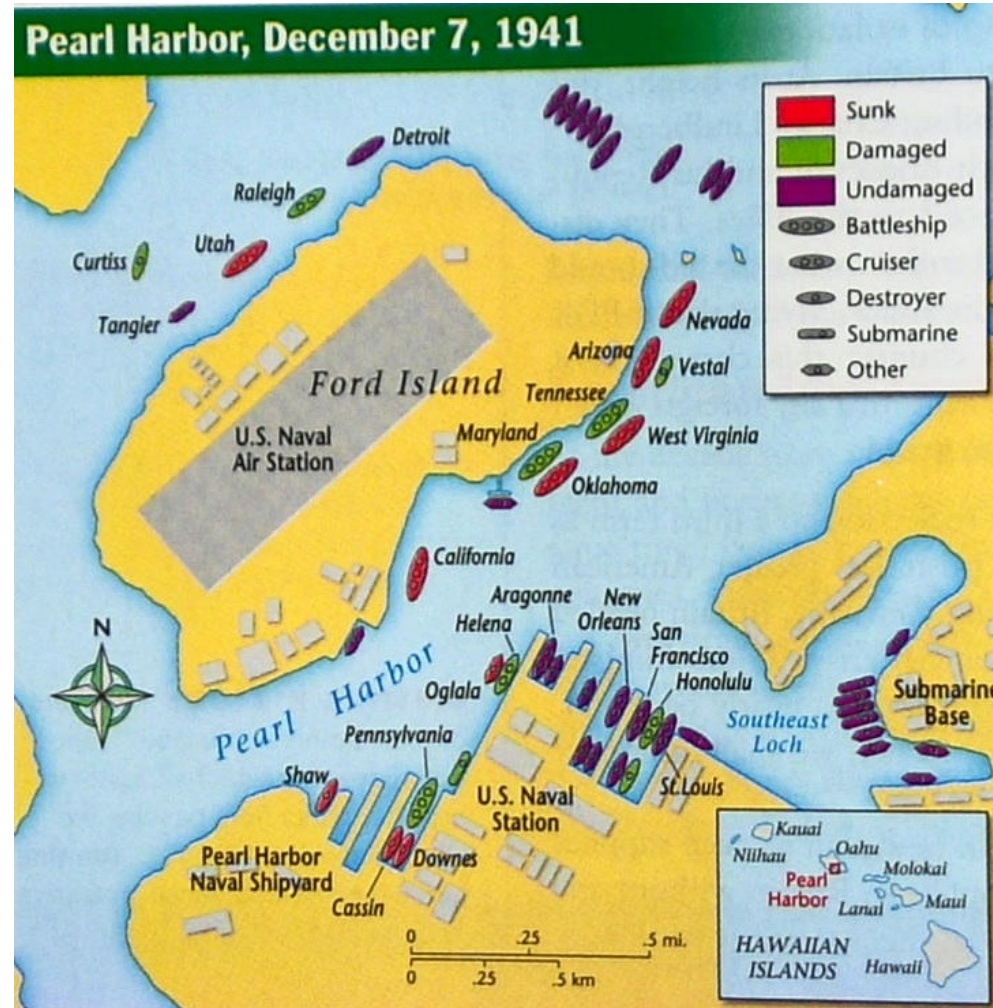 Pearl Harbor, December 7, 1941
Sunk
Damaged
Undamaged
Battleship
Cruiser
Destroyer
Submarine
Other
Detroit
Raleigh
Utah
Curtiss
Tangier
Nevada
Arizona
Vestal
Tennessee
West Virginia
Maryland
Oklahoma
Ford Island
U.S. Naval
Air Station
California
N
Pearl Harbor
Aragonne
Helena
Oglala
New
Orleans
San
Francisco
Honolulu
St.Louis
Southeast
Loch
Submarine
Base
Pennsylvania
Shaw
U.S. Naval
Station
Pearl Harbor
Naval Shipyard
Downes
Cassin
0 .25 .5 mi.
0 .25 .5 km
Kauai
Niihau
Oahu
Pearl
Harbor
Molokai
Lanai
Maui
HAWAIIAN
ISLANDS
Hawaii